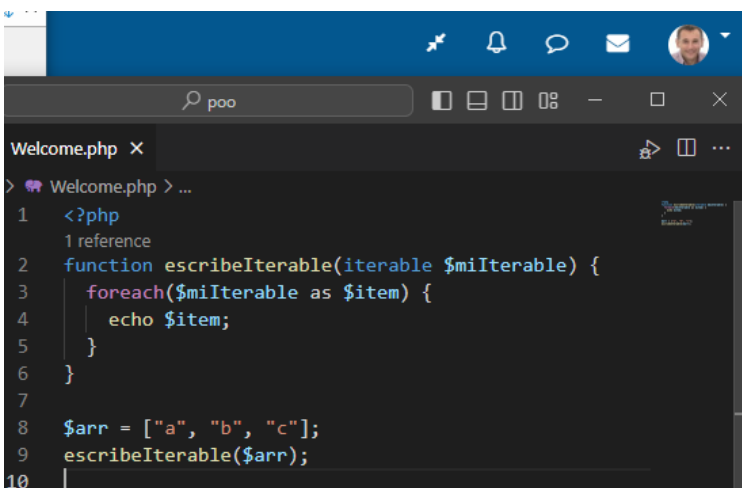 poo
Welcome.php
Welcome.php > ...
1 <?php
1 reference
2 function escribeIterable(iterable $miIterable) {
3   foreach($miIterable as $item) {
4     echo $item;
5   }
6 }
7
8 $arr = ["a", "b", "c"];
9 escribeIterable($arr);
10